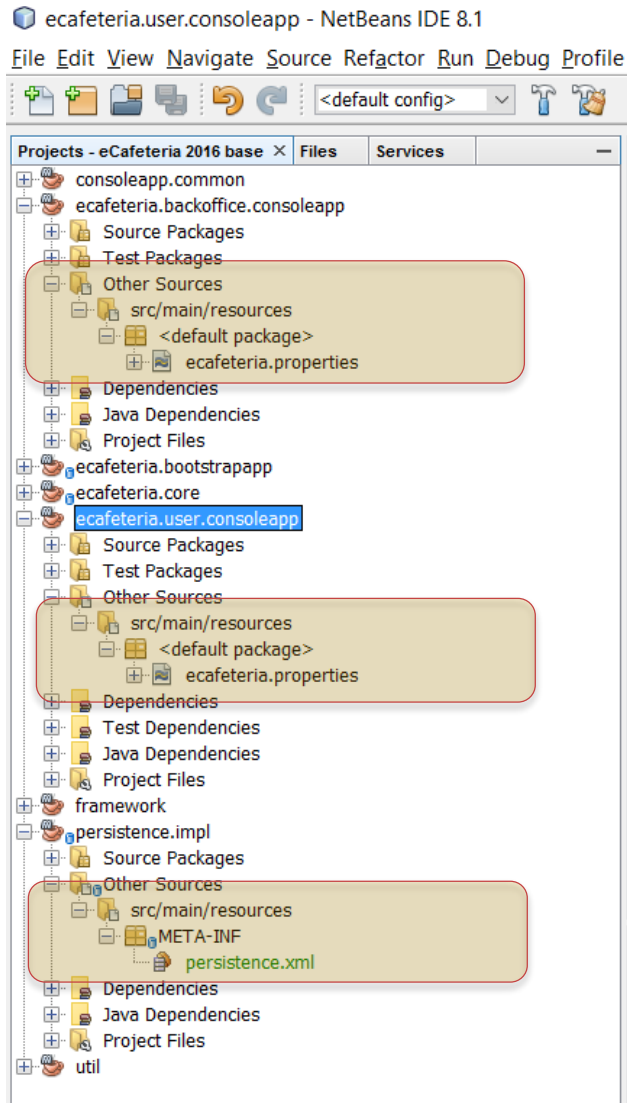 ecafeteria.user.consoleapp - NetBeans IDE 8.1
File Edit View Navigate Source Refactor Run Debug Profile
<default config>
Projects - eCafeteria 2016 base Files Services
consoleapp.common
ecafeteria.backoffice.consoleapp
Source Packages
Test Packages
Other Sources
src/main/resources
<default package>
ecafeteria.properties
Dependencies
Java Dependencies
Project Files
ecafeteria.bootstrapapp
ecafeteria.core
ecafeteria.user.consoleapp
Source Packages
Test Packages
Other Sources
src/main/resources
<default package>
ecafeteria.properties
Dependencies
Test Dependencies
Java Dependencies
Project Files
framework
persistence.impl
Source Packages
Other Sources
src/main/resources
META-INF
persistence.xml
Dependencies
Java Dependencies
Project Files
util